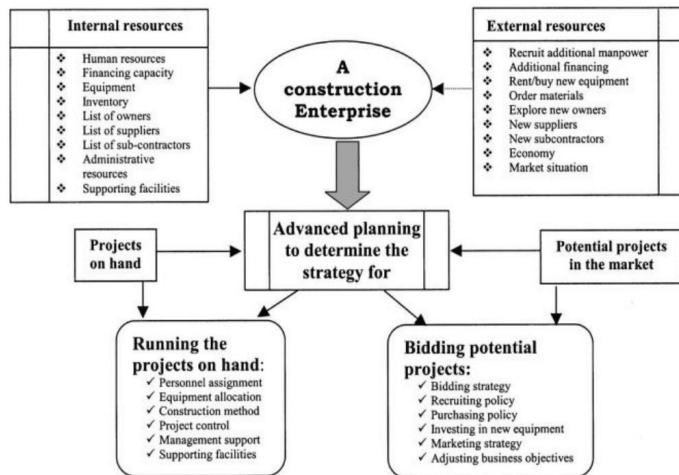 Internal resources
❖ Human resources
❖ Financing capacity
❖ Equipment
❖ Inventory
❖ List of owners
❖ List of suppliers
❖ List of sub-contractors
❖ Administrative
resources
❖ Supporting facilities
A
construction
Enterprise
External resources
❖ Recruit additional manpower
❖ Additional financing
❖ Rent/buy new equipment
❖ Order materials
❖ Explore new owners
❖ New suppliers
❖ New subcontractors
❖ Economy
❖ Market situation
Projects
on hand
Advanced planning
to determine the
strategy for
Potential projects
in the market
Running the
projects on hand:
✓ Personnel assignment
✓ Equipment allocation
✓ Construction method
✓ Project control
✓ Management support
✓ Supporting facilities
Bidding potential
projects:
✓ Bidding strategy
✓ Recruiting policy
✓ Purchasing policy
✓ Investing in new equipment
✓ Marketing strategy
✓ Adjusting business objectives